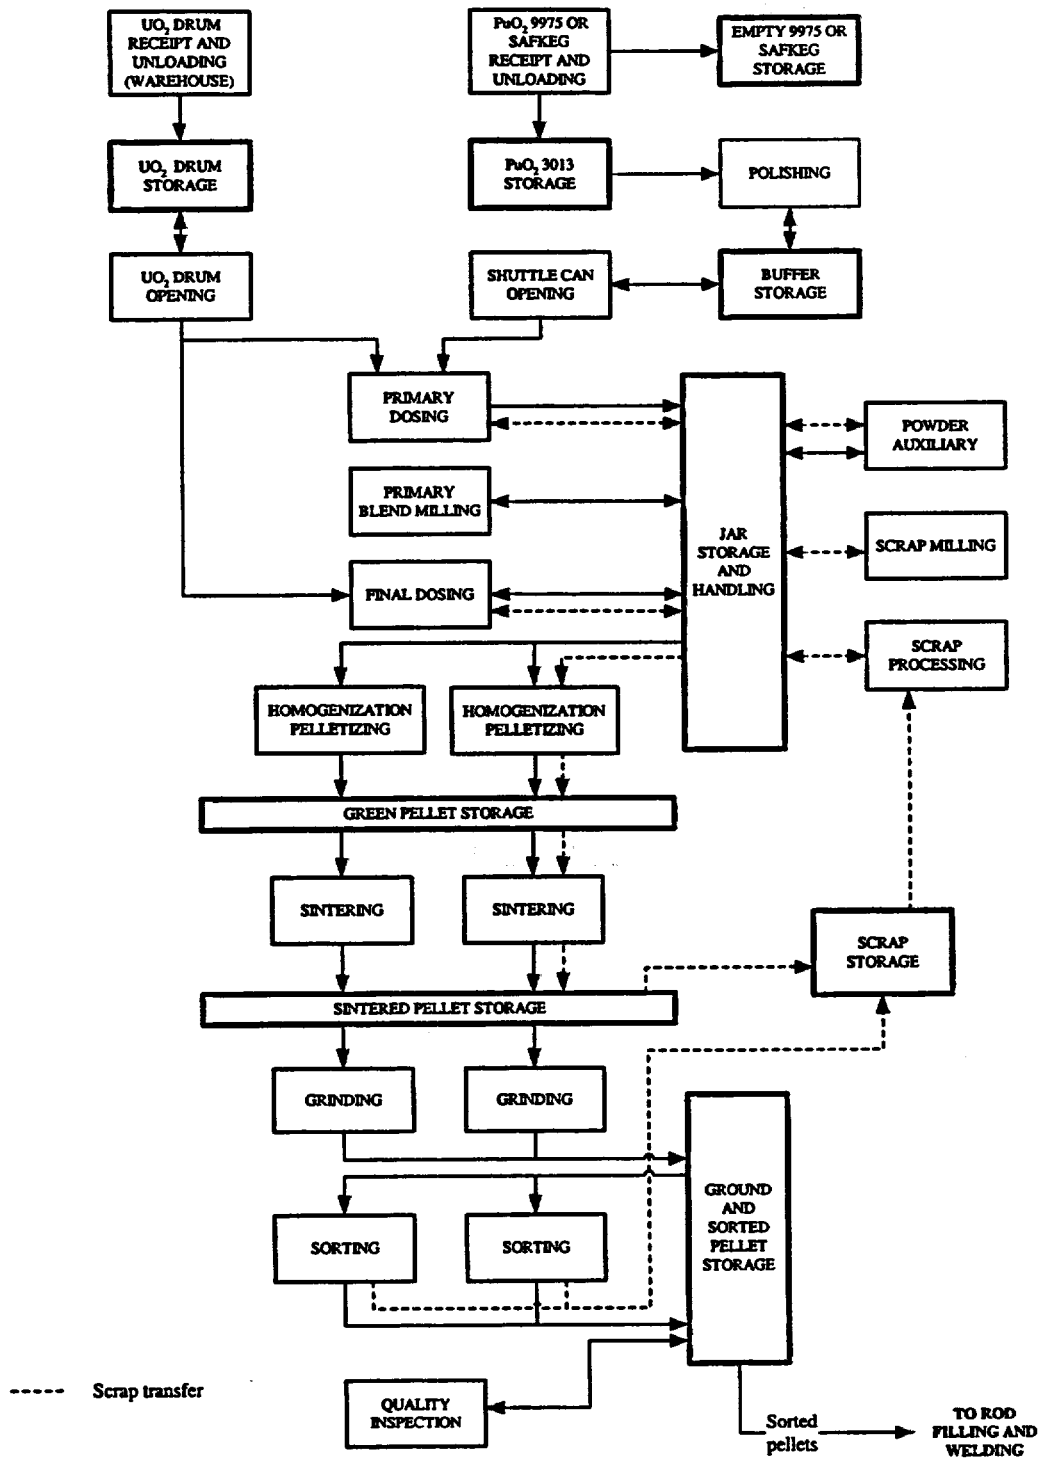 UO₂ DRUM
RECEIPT AND
UNLOADING
(WAREHOUSE)
PuO₂ 9975 OR
SAFKEG
RECEIPT AND
UNLOADING
EMPTY 9975 OR
SAFKEG
STORAGE
UO₂ DRUM
STORAGE
PuO₂ 3013
STORAGE
POLISHING
UO₂ DRUM
OPENING
SHUTTLE CAN
OPENING
BUFFER
STORAGE
PRIMARY
DOSING
POWDER
AUXILIARY
PRIMARY
BLEND MILLING
JAR
STORAGE
AND
HANDLING
SCRAP MILLING
FINAL DOSING
SCRAP
PROCESSING
HOMOGENIZATION
PELLETIZING
HOMOGENIZATION
PELLETIZING
GREEN PELLET STORAGE
SINTERING
SINTERING
SCRAP
STORAGE
SINTERED PELLET STORAGE
GRINDING
GRINDING
GROUND
AND
SORTED
PELLET
STORAGE
SORTING
SORTING
Scrap transfer
QUALITY
INSPECTION
Sorted
pellets
TO ROD
FILLING AND
WELDING